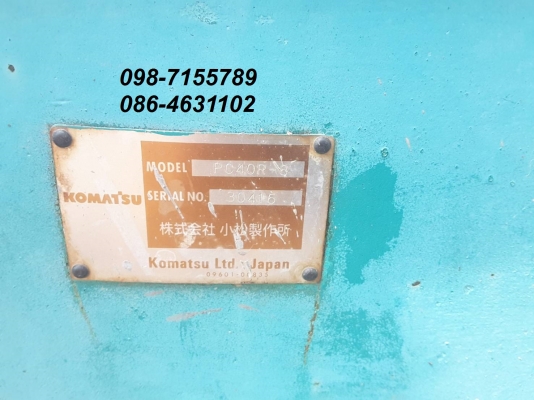 098-7155789
086-4631102
MODEL
KOMATSU
SERIAL NO.
株式会社 小松製作所
Komatsu Ltd. Japan